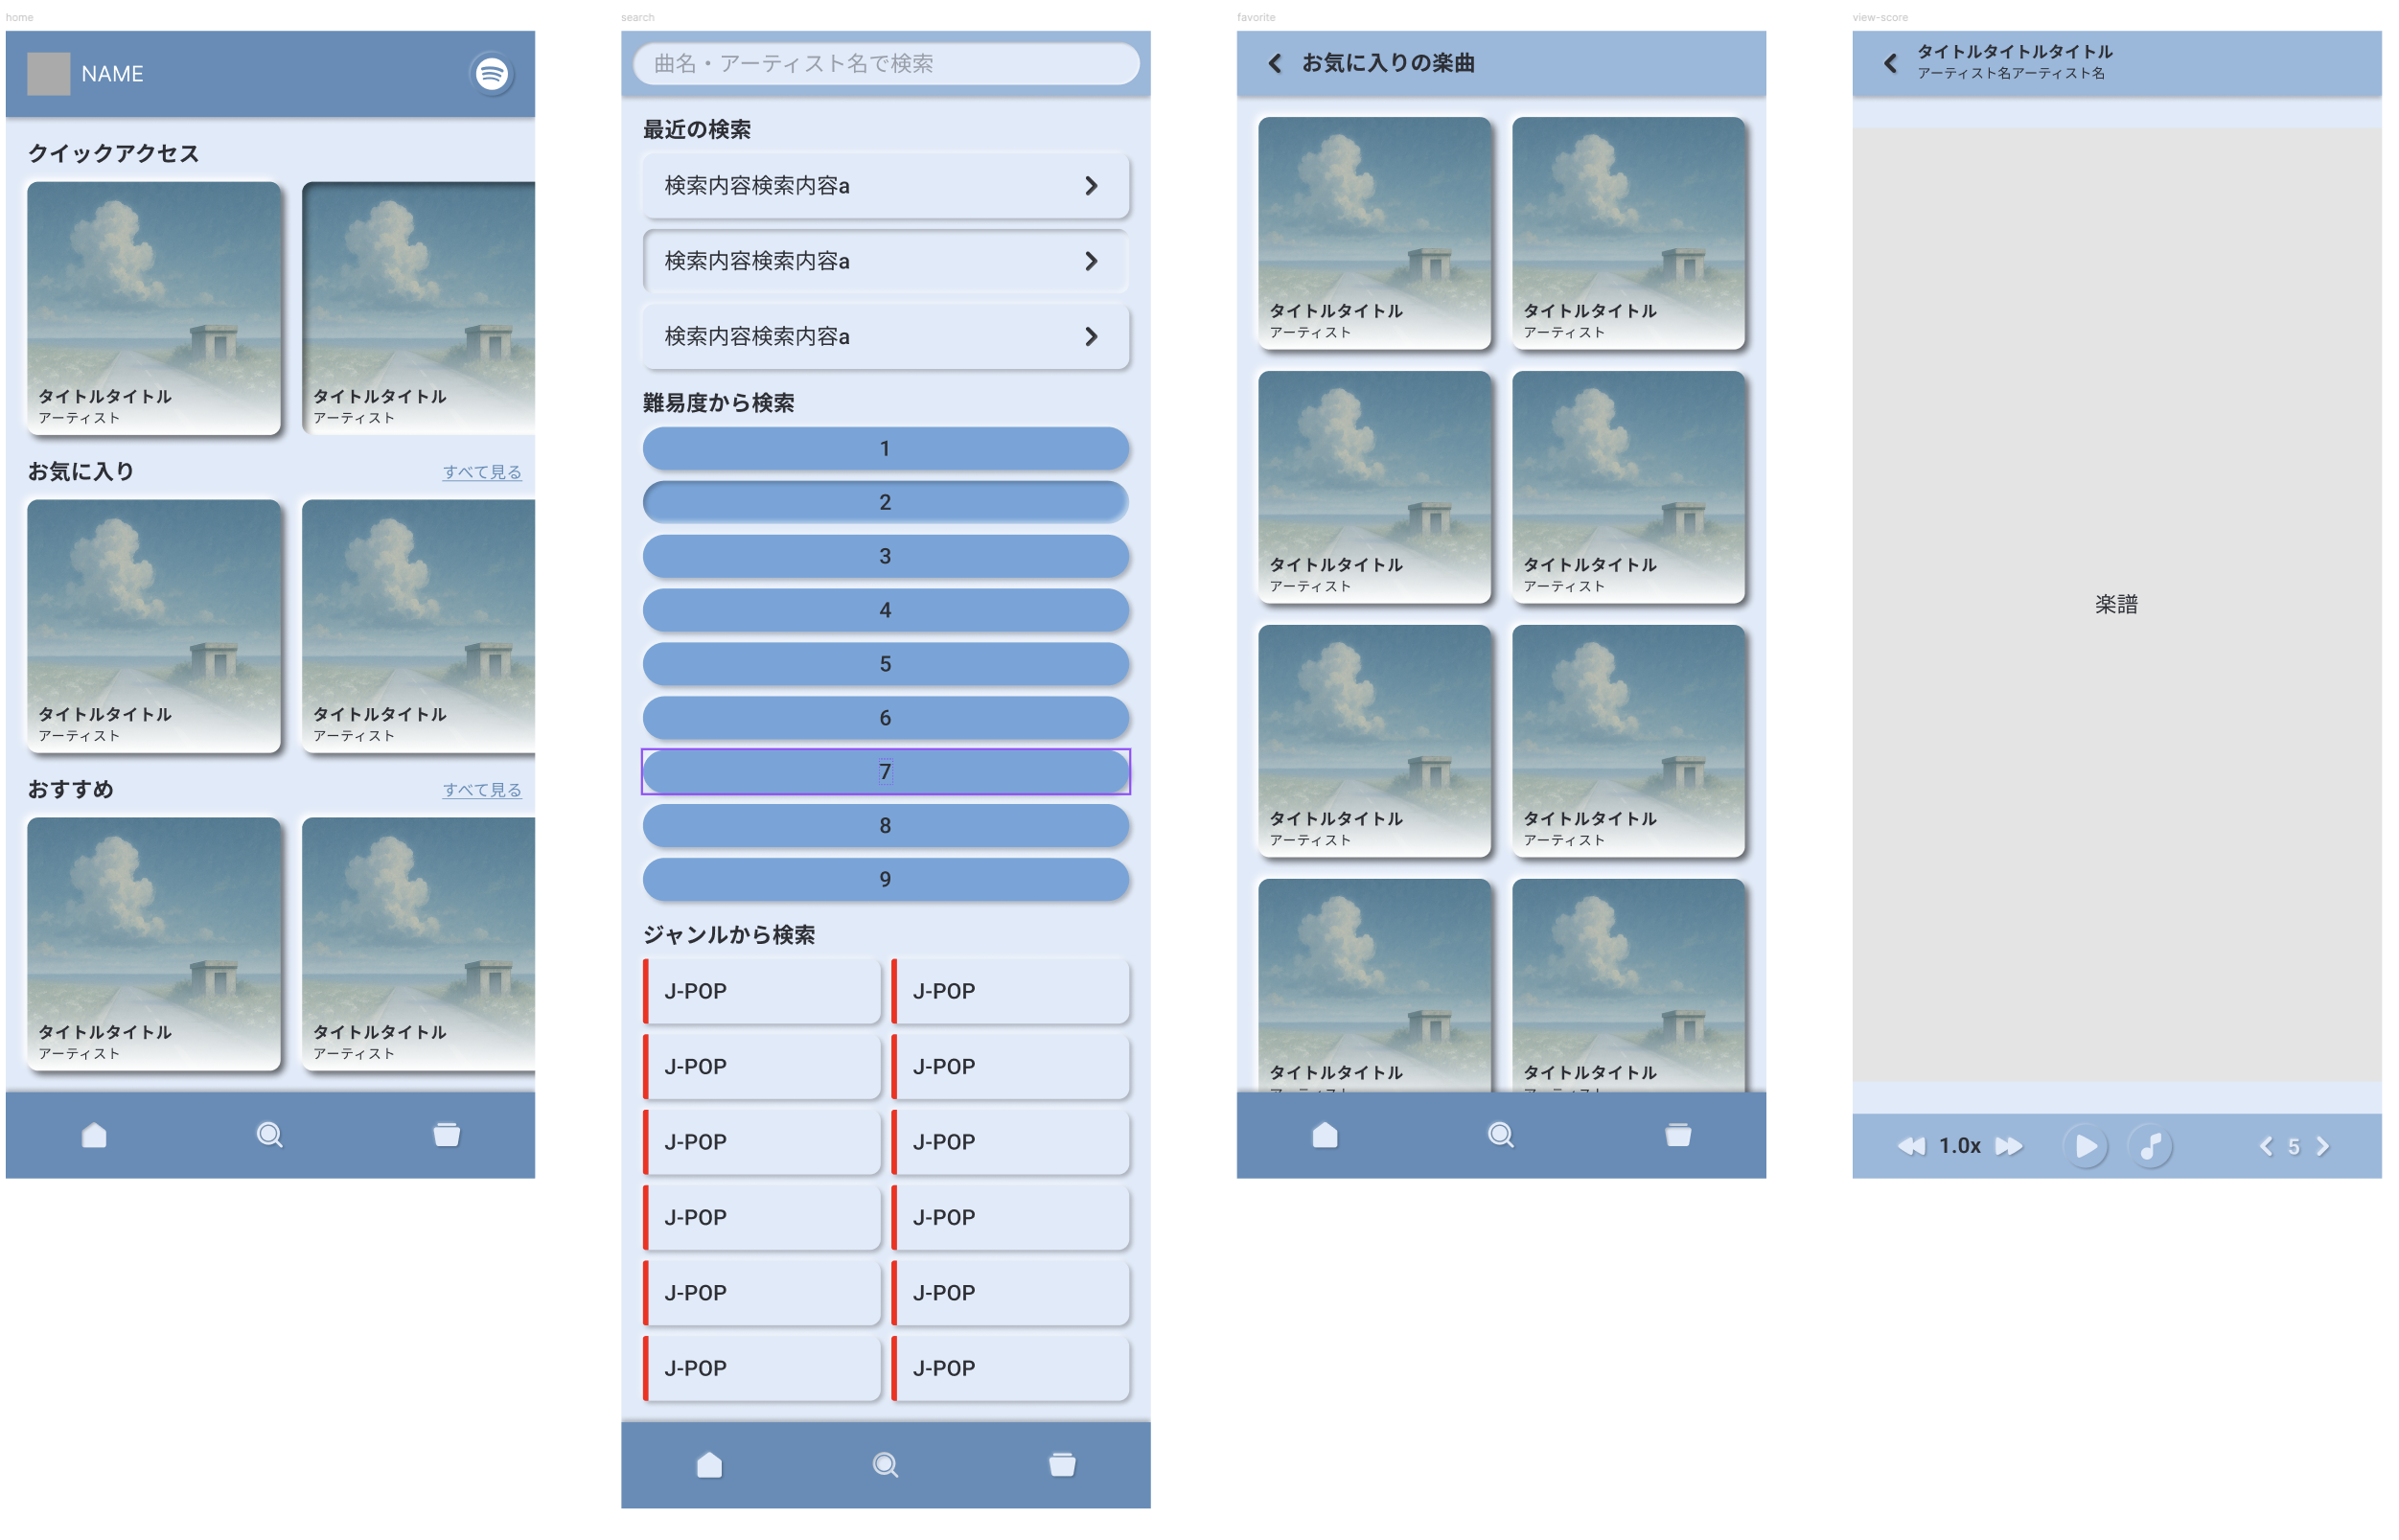 home
NAME
クイックアクセス
タイトルタイトル
アーティスト
タイトルタイトル
アーティスト
お気に入り
すべて見る
タイトルタイトル
アーティスト
タイトルタイトル
アーティスト
おすすめ
すべて見る
タイトルタイトル
アーティスト
タイトルタイトル
アーティスト
search
曲名・アーティスト名で検索
最近の検索
検索内容検索内容a
検索内容検索内容a
検索内容検索内容a
難易度から検索
1
2
3
4
5
6
7
8
9
ジャンルから検索
J-POP
J-POP
J-POP
J-POP
J-POP
J-POP
J-POP
J-POP
J-POP
J-POP
J-POP
J-POP
favorite
お気に入りの楽曲
タイトルタイトル
アーティスト
タイトルタイトル
アーティスト
タイトルタイトル
アーティスト
タイトルタイトル
アーティスト
タイトルタイトル
アーティスト
タイトルタイトル
アーティスト
タイトルタイトル
タイトルタイトル
view-score
タイトルタイトルタイトル
アーティスト名アーティスト名
楽譜
1.0x
5